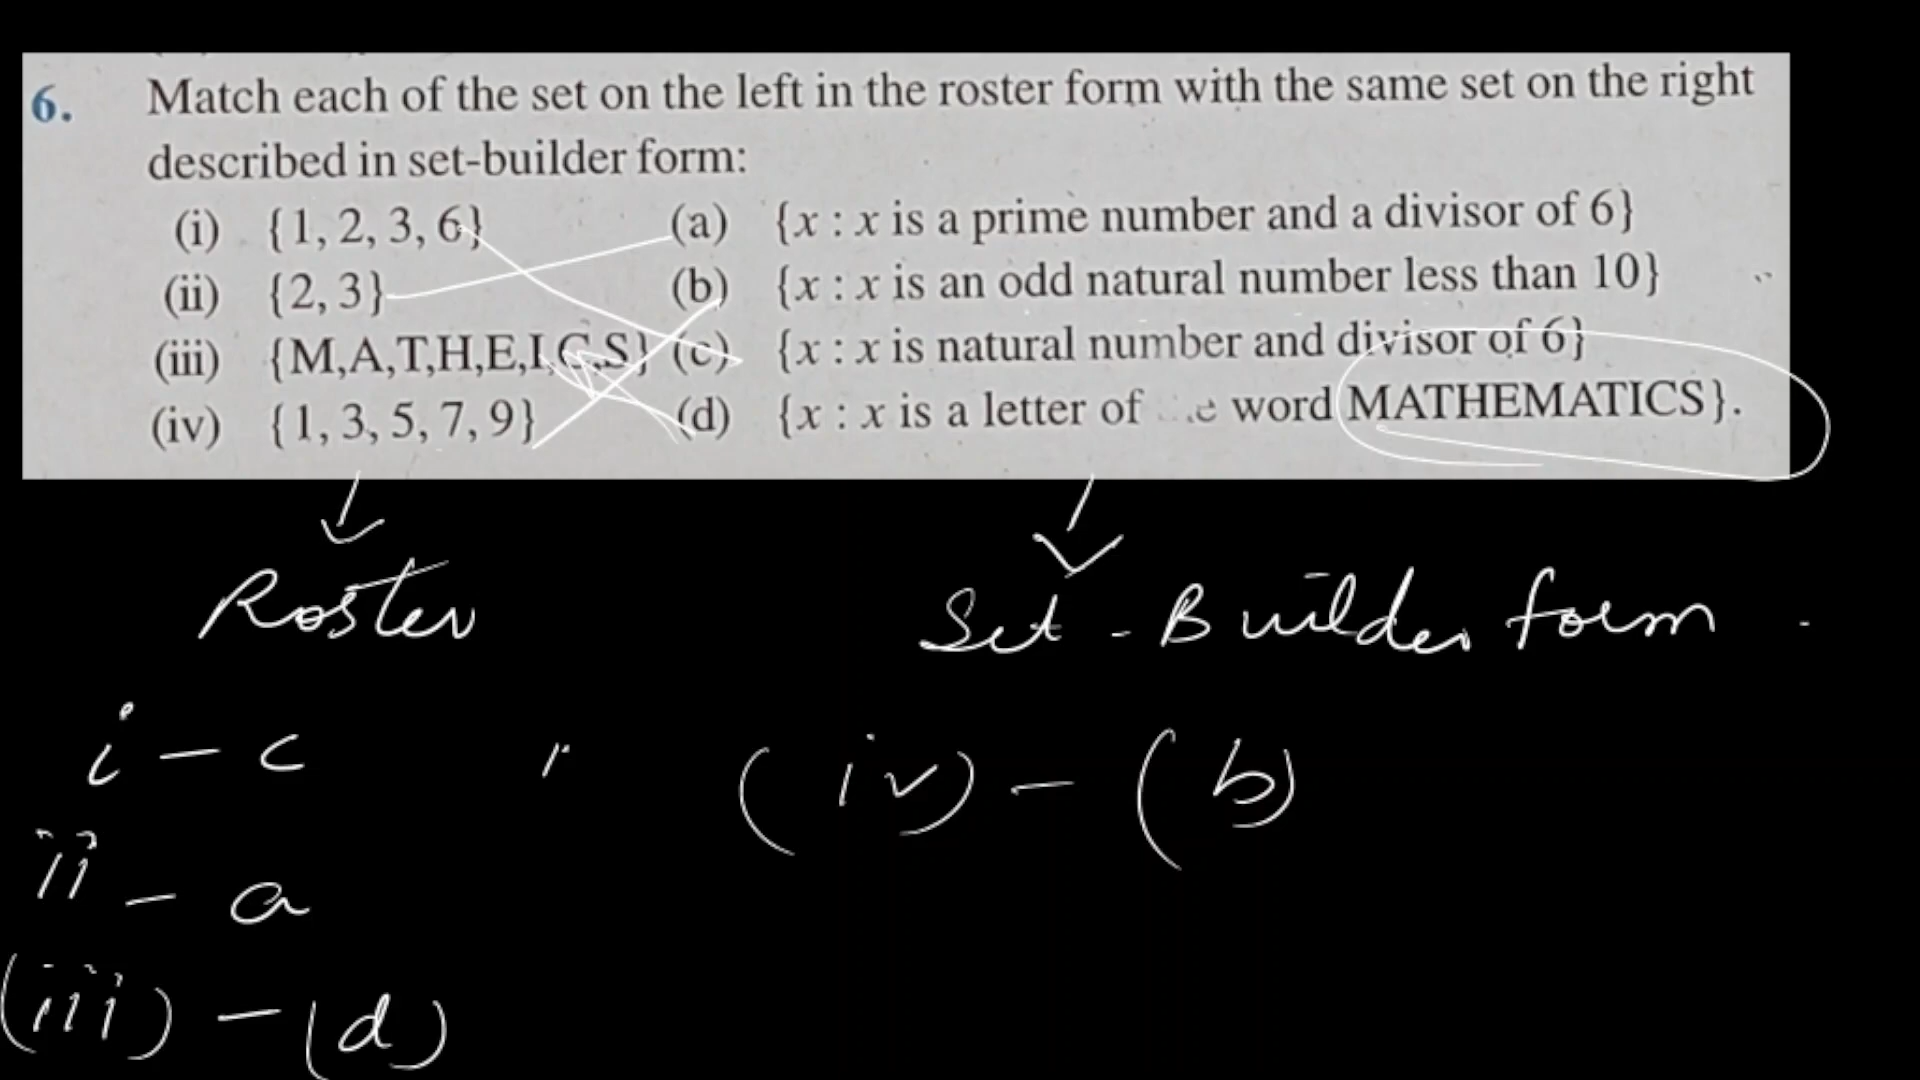 6. Match each of the set on the left in the roster form with the same set on the right
described in set-builder form:
(i) {1, 2, 3, 6} (a) {x : x is a prime number and a divisor of 6}
(ii) {2, 3} (b) {x : x is an odd natural number less than 10}
(iii) {M,A,T,H,E,I,C,S} (c) {x : x is natural number and divisor of 6}
(iv) {1, 3, 5, 7, 9} (d) {x : x is a letter of word MATHEMATICS}.
Roster Set-Builder form
i - c (iv) - (b)
ii - a
(iii) - (d)